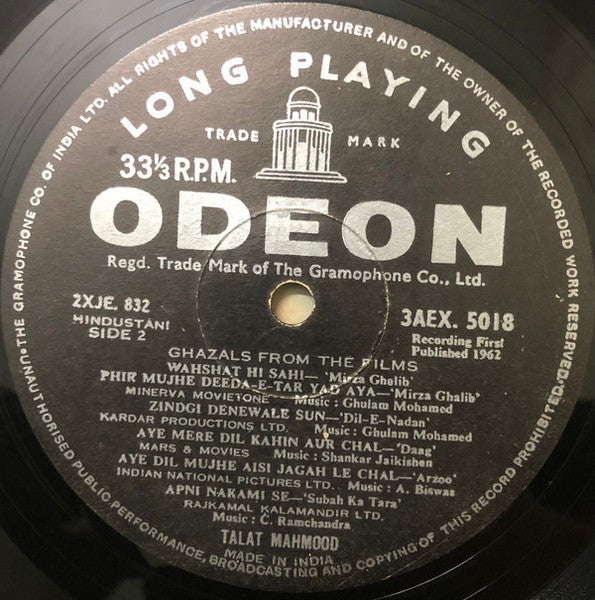 UNAUTHORISED PUBLIC PERFORMANCE, BROADCASTING AND COPYING OF THIS RECORD PROHIBITED. THE GRAMOPHONE CO. OF INDIA LTD. ALL RIGHTS OF THE MANUFACTURER AND OF THE OWNER OF THE RECORDED WORK RESERVED.
LONG PLAYING
TRADE MARK
33⅓ R.P.M.
ODEON
Regd. Trade Mark of The Gramophone Co., Ltd.
2XJE. 832
3AEX. 5018
HINDUSTANI
Recording First
SIDE 2
Published 1962
GHAZALS FROM THE FILMS
WAHSHAT HI SAHI—'Mirza Ghalib'
PHIR MUJHE DEEDA-E-TAR YAD AYA—'Mirza Ghalib'
MINERVA MOVIETONE Music : Ghulam Mohamed
ZINDGI DENEWALE SUN—'Dil-E-Nadan'
KARDAR PRODUCTIONS LTD. Music : Ghulam Mohamed
AYE MERE DIL KAHIN AUR CHAL—'Daag'
MARS & MOVIES Music : Shankar Jaikishen
AYE DIL MUJHE AISI JAGAH LE CHAL—'Arzoo'
INDIAN NATIONAL PICTURES LTD.. Music : A. Biswas
APNI NAKAMI SE—'Subah Ka Tara'
RAJKAMAL KALAMANDIR LTD.
Music : C. Ramchandra
TALAT MAHMOOD
MADE IN INDIA